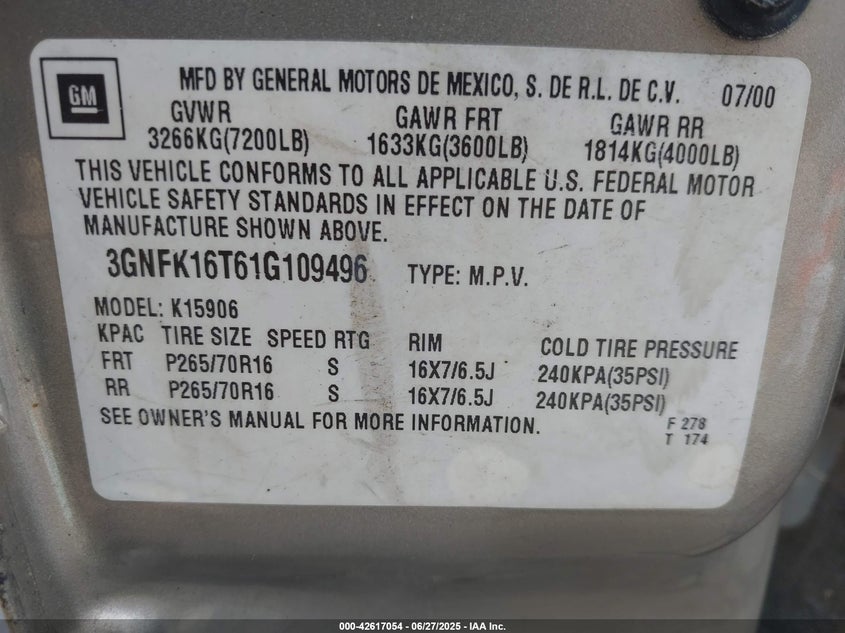 GM
MFD BY GENERAL MOTORS DE MEXICO, S. DE R.L. DE C.V. 07/00
GVWR GAWR FRT GAWR RR
3266KG(7200LB) 1633KG(3600LB) 1814KG(4000LB)
THIS VEHICLE CONFORMS TO ALL APPLICABLE U.S. FEDERAL MOTOR
VEHICLE SAFETY STANDARDS IN EFFECT ON THE DATE OF
MANUFACTURE SHOWN ABOVE.
3GNFK16T61G109496 TYPE: M.P.V.
MODEL: K15906
KPAC TIRE SIZE SPEED RTG RIM COLD TIRE PRESSURE
FRT P265/70R16 S 16X7/6.5J 240KPA(35PSI)
RR P265/70R16 S 16X7/6.5J 240KPA(35PSI)
SEE OWNER'S MANUAL FOR MORE INFORMATION.
F 278
T 174
000-42617054 | 06/27/2025 - IAA Inc.